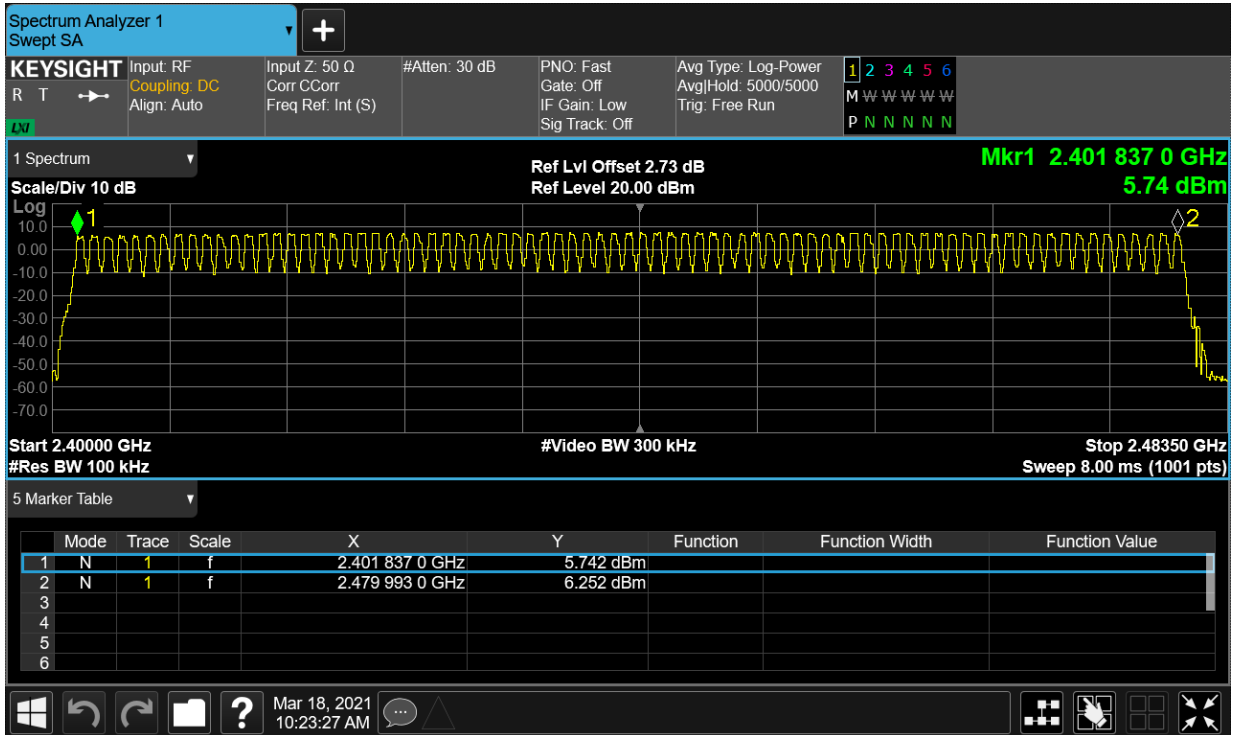 Spectrum Analyzer 1
Swept SA
KEYSIGHT
R T
LXI
Input: RF
Coupling: DC
Align: Auto
Input Z: 50 Ω
Corr CCorr
Freq Ref: Int (S)
#Atten: 30 dB
PNO: Fast
Gate: Off
IF Gain: Low
Sig Track: Off
Avg Type: Log-Power
Avg|Hold: 5000/5000
Trig: Free Run
1 2 3 4 5 6
M W W W W W
P N N N N N
1 Spectrum
Scale/Div 10 dB
Ref Lvl Offset 2.73 dB
Ref Level 20.00 dBm
Mkr1 2.401 837 0 GHz
5.74 dBm
Log
10.0
0.00
-10.0
-20.0
-30.0
-40.0
-50.0
-60.0
-70.0
1
2
Start 2.40000 GHz
#Res BW 100 kHz
#Video BW 300 kHz
Stop 2.48350 GHz
Sweep 8.00 ms (1001 pts)
5 Marker Table
Mode Trace Scale X Y Function Function Width Function Value
1 N 1 f 2.401 837 0 GHz 5.742 dBm
2 N 1 f 2.479 993 0 GHz 6.252 dBm
3
4
5
6
?
Mar 18, 2021
10:23:27 AM